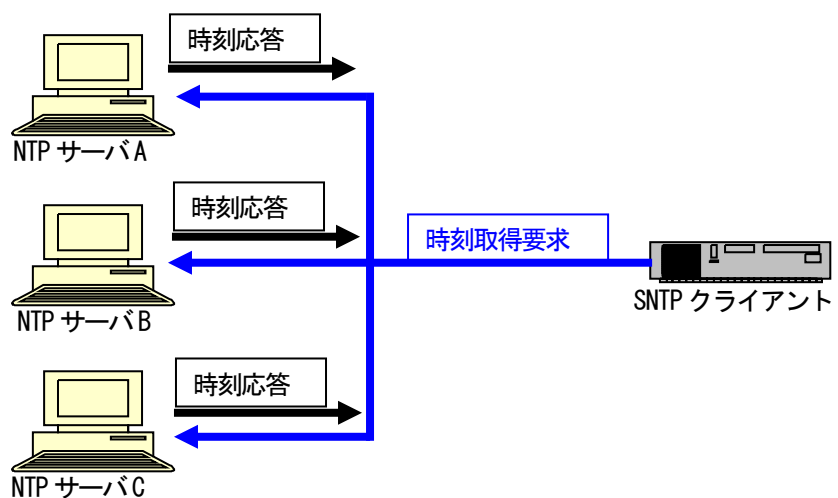 時刻応答
NTP サーバA
時刻応答
時刻取得要求
NTP サーバB
SNTP クライアント
時刻応答
NTP サーバC